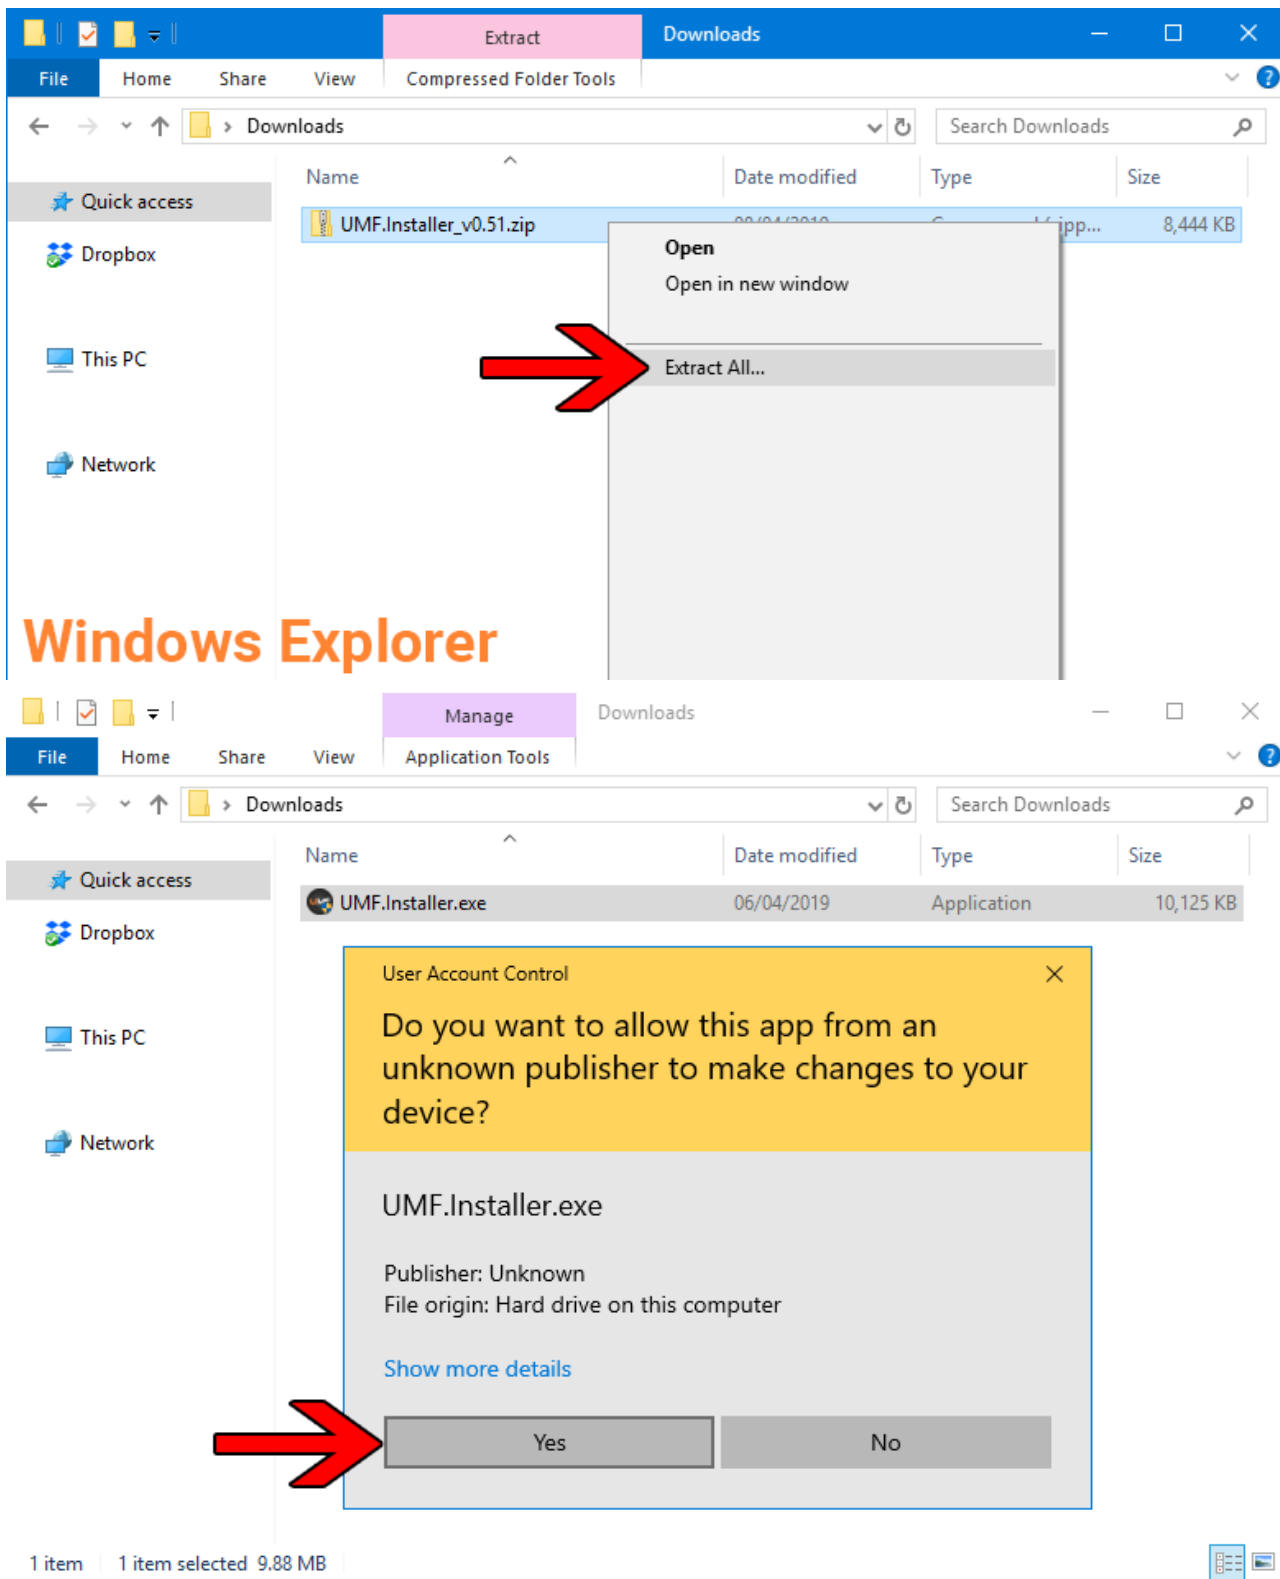 Extract
Downloads
File
Home
Share
View
Compressed Folder Tools
Downloads
Search Downloads
Name
Date modified
Type
Size
Quick access
UMF.Installer_v0.51.zip
8,444 KB
Dropbox
Open
Open in new window
This PC
Extract All...
Network
Windows Explorer
Manage
Downloads
File
Home
Share
View
Application Tools
Downloads
Search Downloads
Name
Date modified
Type
Size
Quick access
UMF.Installer.exe
06/04/2019
Application
10,125 KB
Dropbox
User Account Control
Do you want to allow this app from an
unknown publisher to make changes to your
device?
This PC
Network
UMF.Installer.exe
Publisher: Unknown
File origin: Hard drive on this computer
Show more details
Yes
No
1 item
1 item selected 9.88 MB